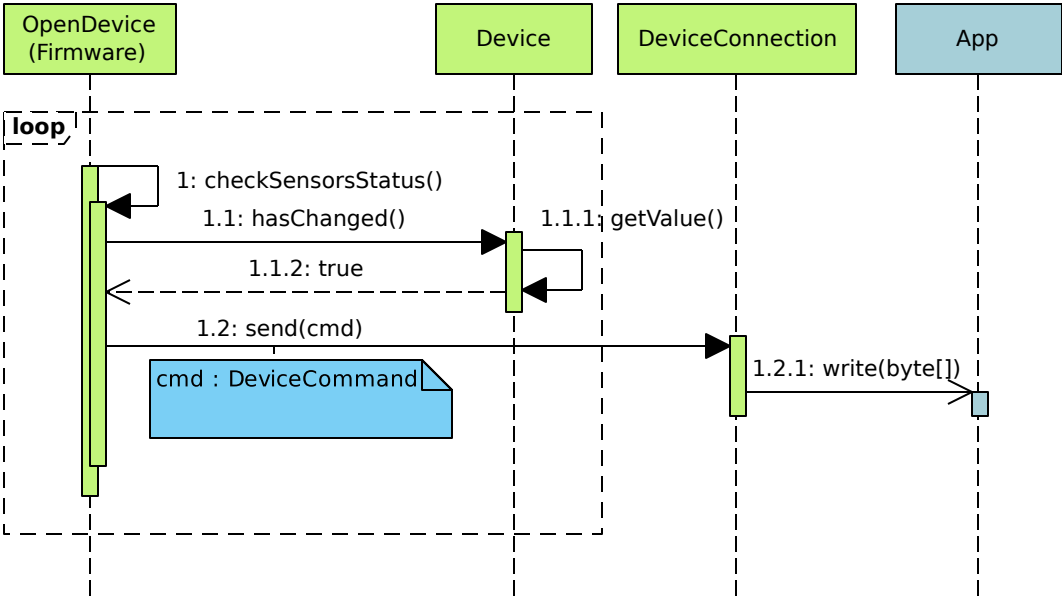 OpenDevice
(Firmware)
Device
DeviceConnection
App
loop
1: checkSensorsStatus()
1.1: hasChanged()
1.1.1: getValue()
1.1.2: true
1.2: send(cmd)
1.2.1: write(byte[])
cmd : DeviceCommand